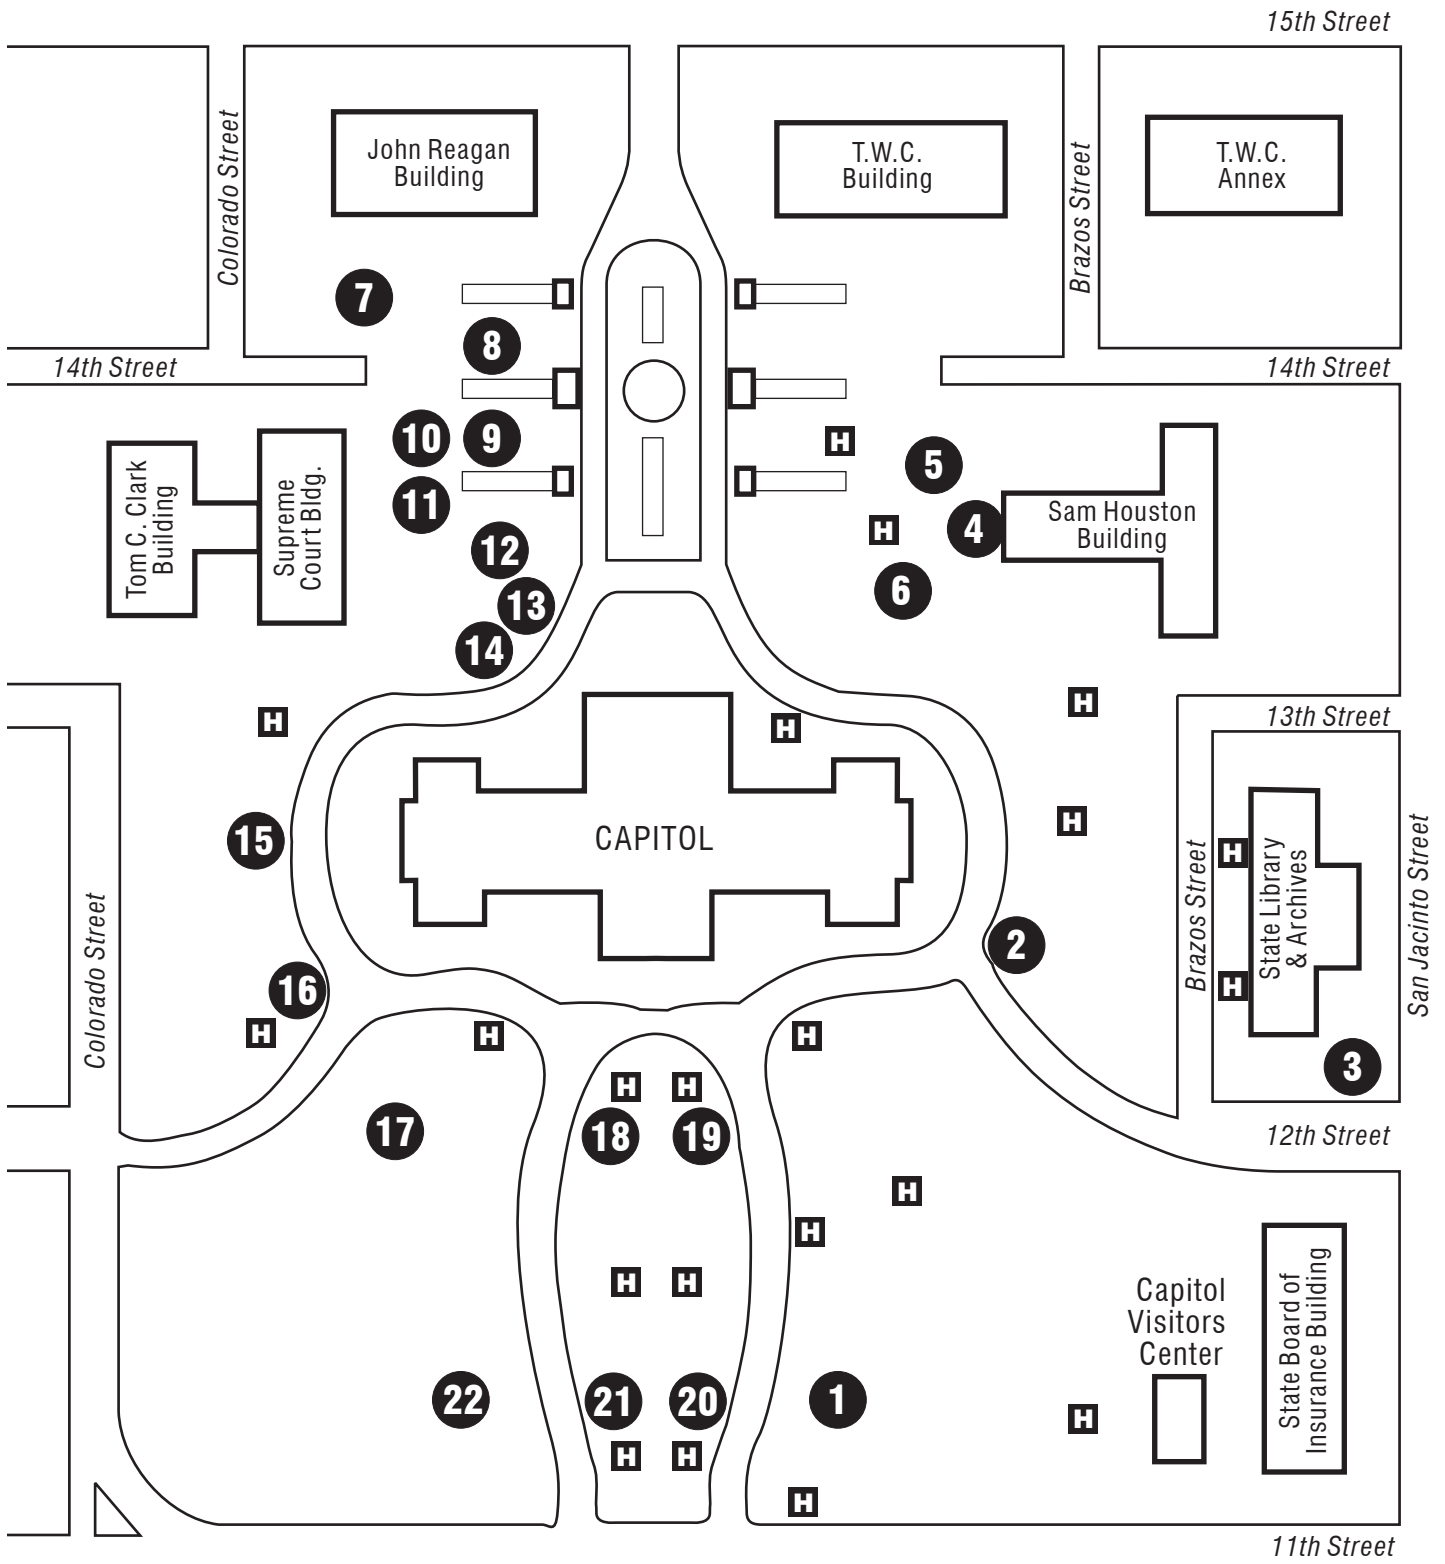 15th Street
Colorado Street
John Reagan
Building
T.W.C.
Building
Brazos Street
T.W.C.
Annex
7
8
14th Street
14th Street
10
9
H
5
Tom C. Clark
Building
Supreme
Court Bldg.
11
12
H
4
Sam Houston
Building
13
6
14
H
H
H
13th Street
15
CAPITOL
H
H
State Library
& Archives
Brazos Street
San Jacinto Street
Colorado Street
2
16
H
H
H
H
3
H
H
17
18
19
12th Street
H
H
H
H
Capitol
Visitors
Center
State Board of
Insurance Building
22
21
20
1
H
H
H
H
11th Street